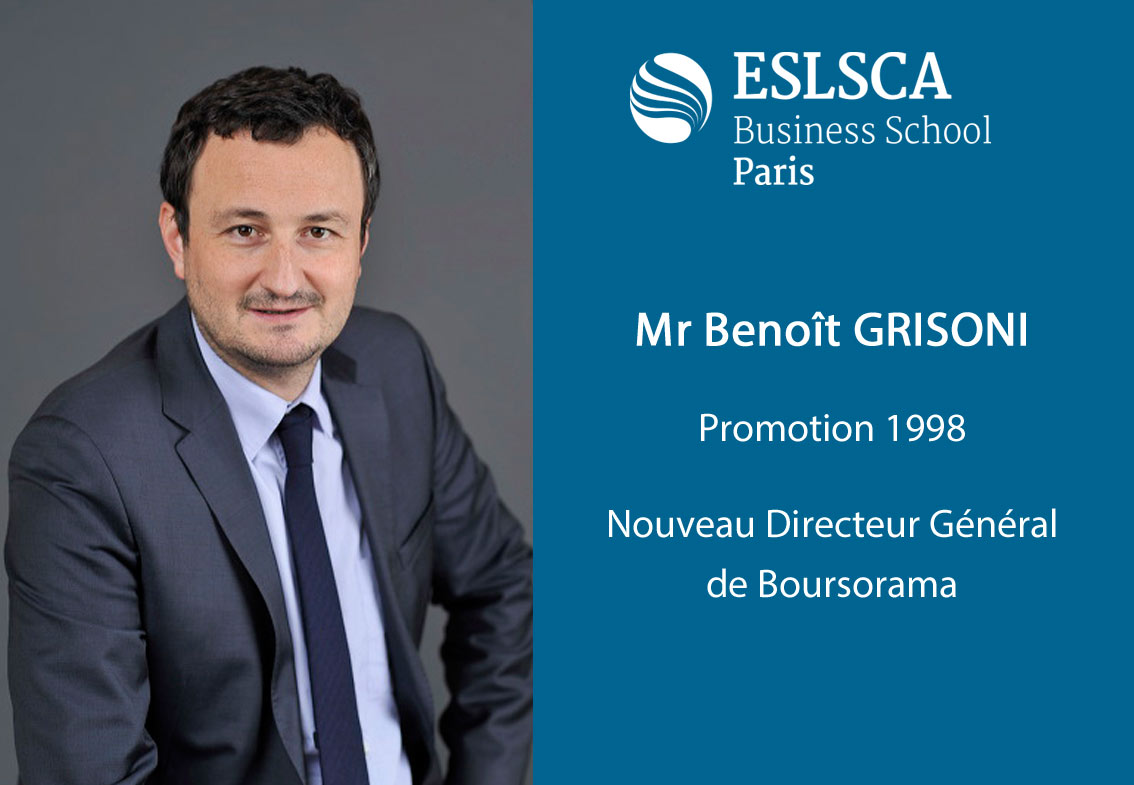 ESLSCA
Business School
Paris
Mr Benoît GRISONI
Promotion 1998
Nouveau Directeur Général
de Boursorama